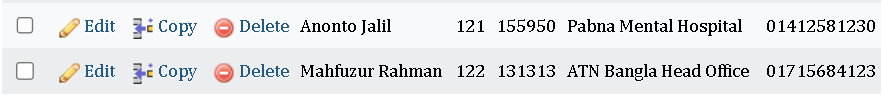 Edit Copy Delete Anonto Jalil 121 155950 Pabna Mental Hospital 01412581230
Edit Copy Delete Mahfuzur Rahman 122 131313 ATN Bangla Head Office 01715684123